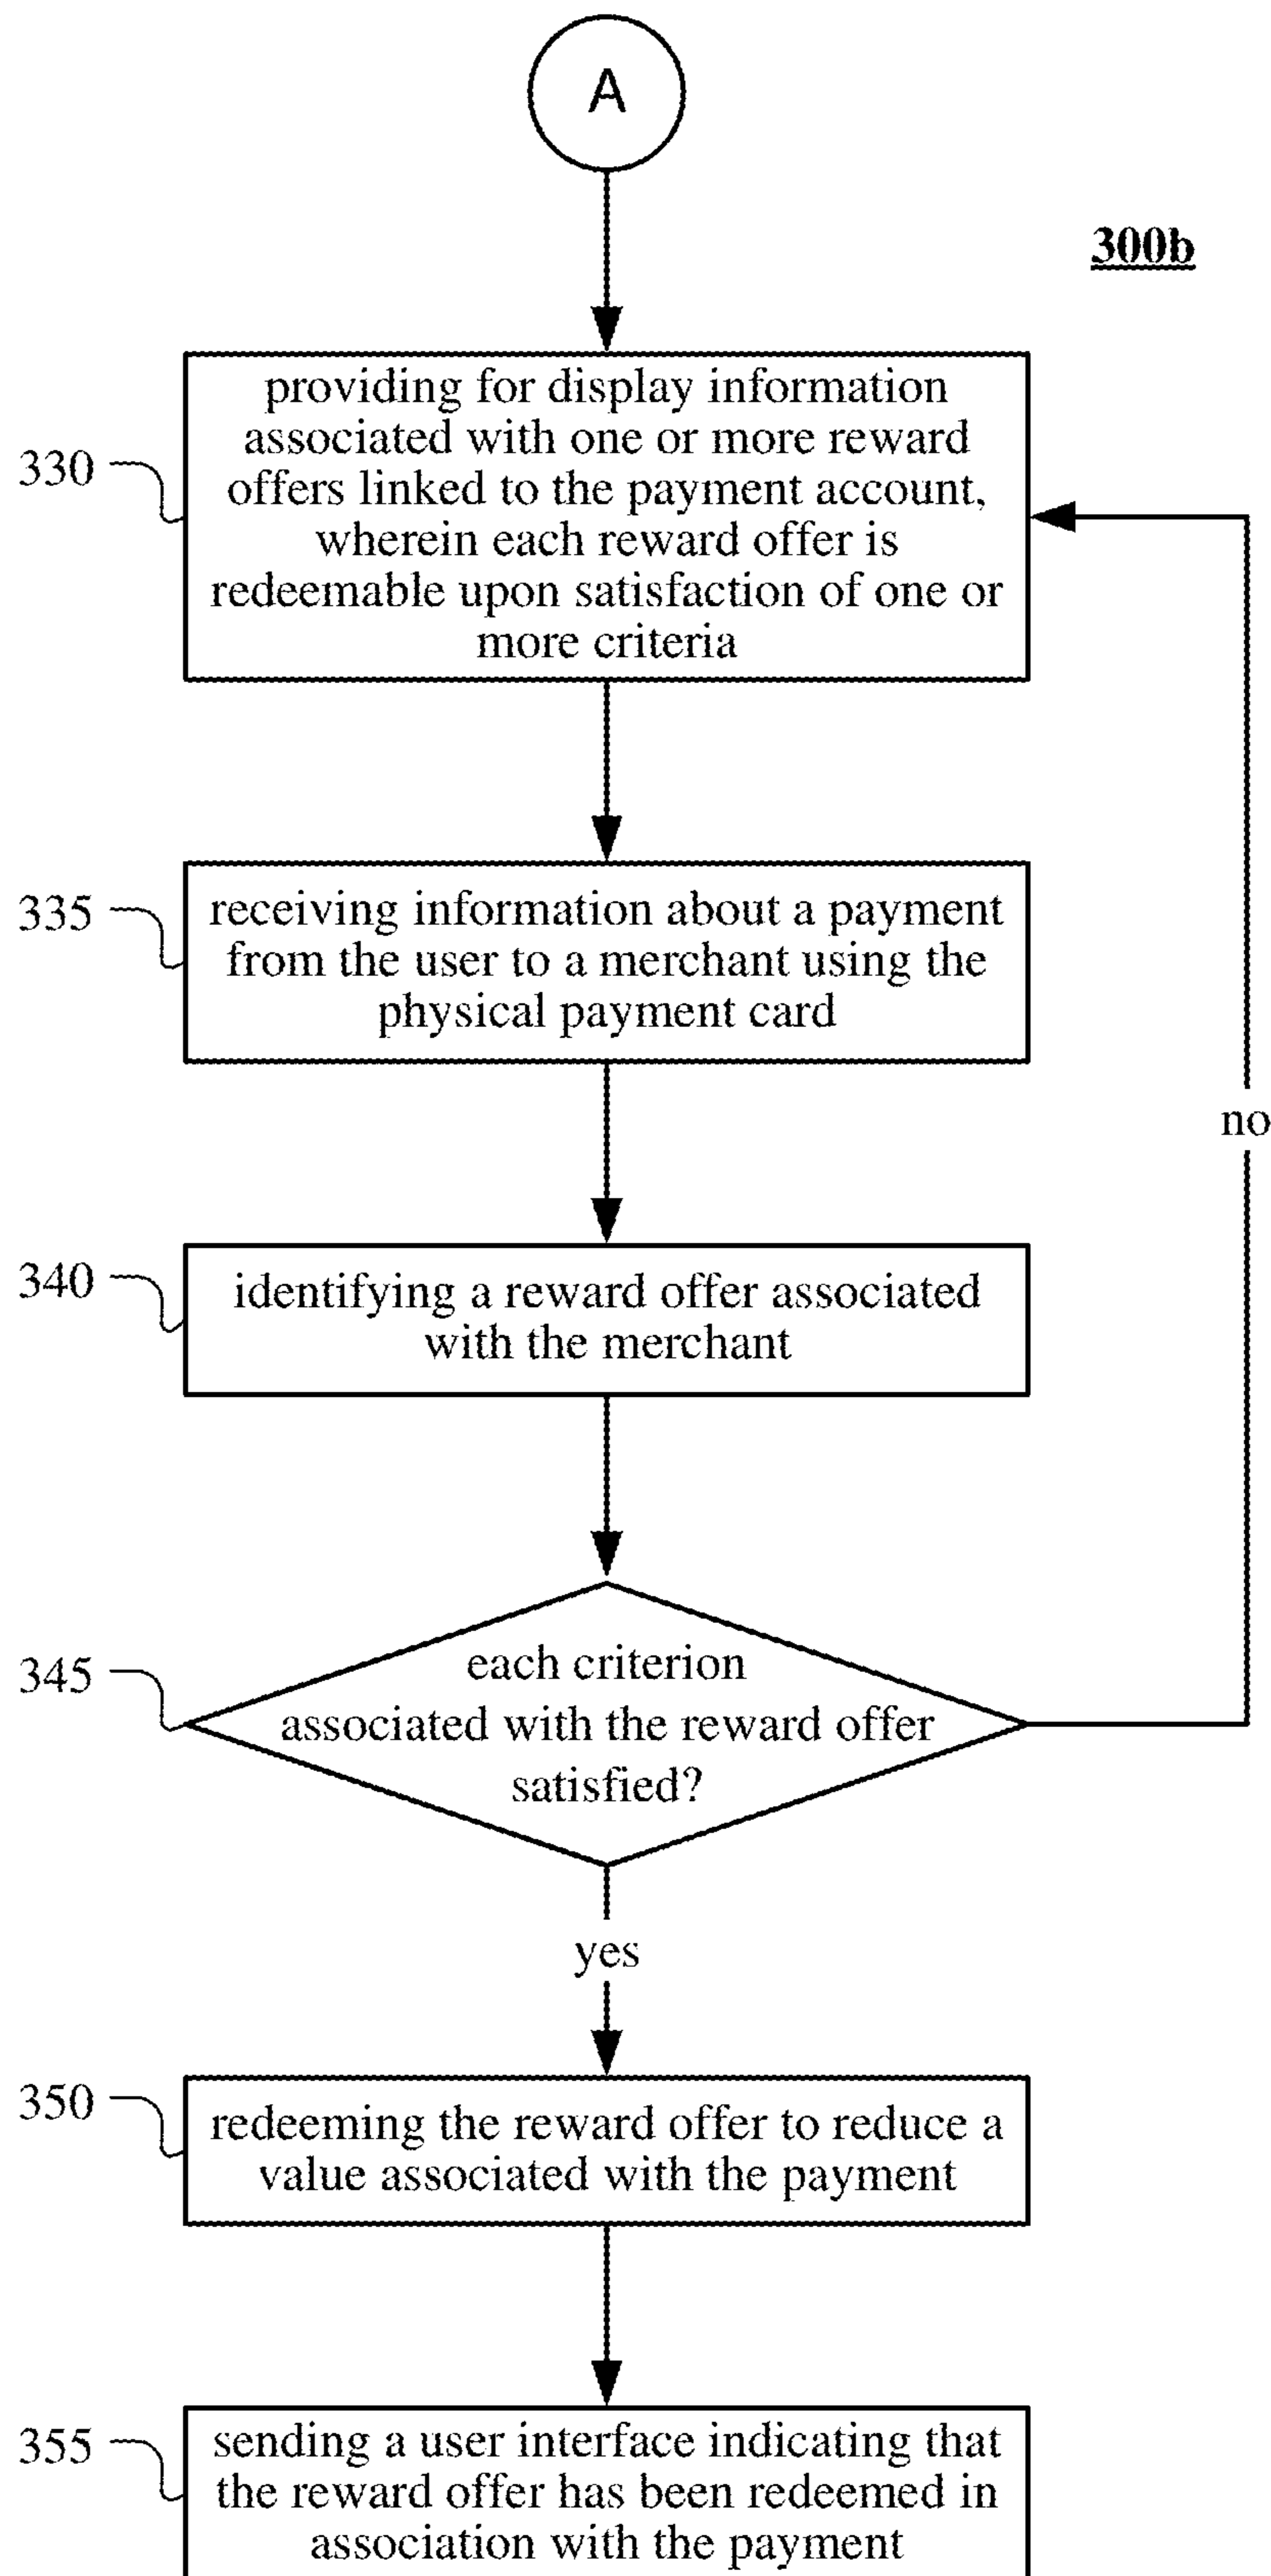 A
300b
330
providing for display information
associated with one or more reward
offers linked to the payment account,
wherein each reward offer is
redeemable upon satisfaction of one or
more criteria
335
receiving information about a payment
from the user to a merchant using the
physical payment card
no
340
identifying a reward offer associated
with the merchant
345
each criterion
associated with the reward offer
satisfied?
yes
350
redeeming the reward offer to reduce a
value associated with the payment
355
sending a user interface indicating that
the reward offer has been redeemed in
association with the payment